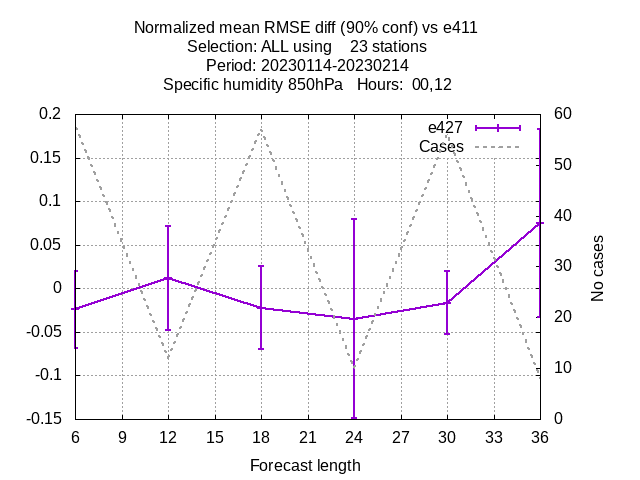 Normalized mean RMSE diff (90% conf) vs e411
Selection: ALL using    23 stations
Period: 20230114-20230214
Specific humidity 850hPa   Hours:  00,12
e427
Cases
0.2
0.15
0.1
0.05
0
-0.05
-0.1
-0.15
60
50
40
30
20
10
0
No cases
6 9 12 15 18 21 24 27 30 33 36
Forecast length